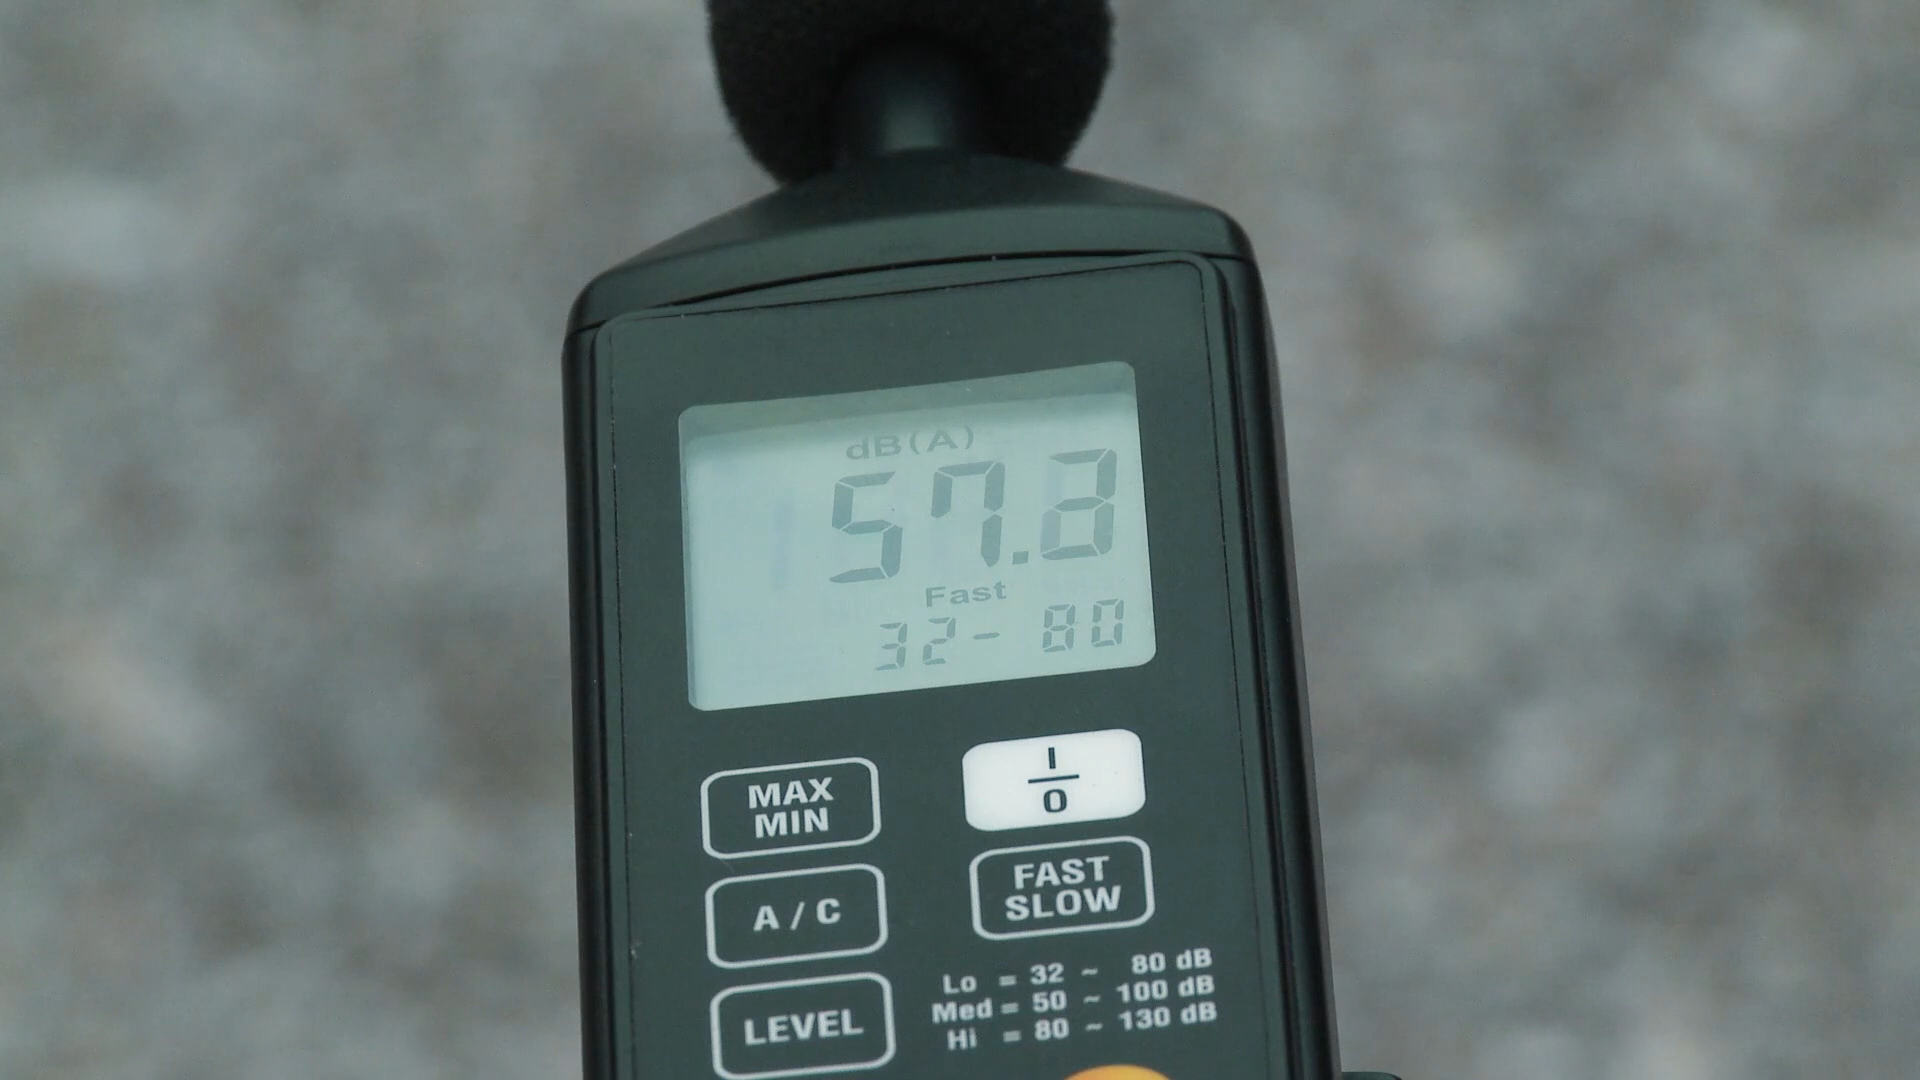 dB(A)
57.
Fast
32- 80
MAX
MIN
I
0
A / C
FAST
SLOW
LEVEL
Lo = 32 ~ 80 dB
Med = 50 ~ 100 dB
Hi = 80 ~ 130 dB